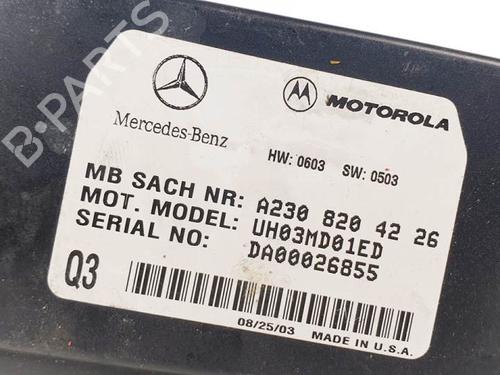 B-PARTS
Mercedes-Benz
MOTOROLA
HW: 0603 SW: 0503
MB SACH NR: A230 820 42 26
MOT. MODEL: UH03MD01ED
SERIAL NO: DA00026855
Q3
08/25/03 MADE IN U.S.A.